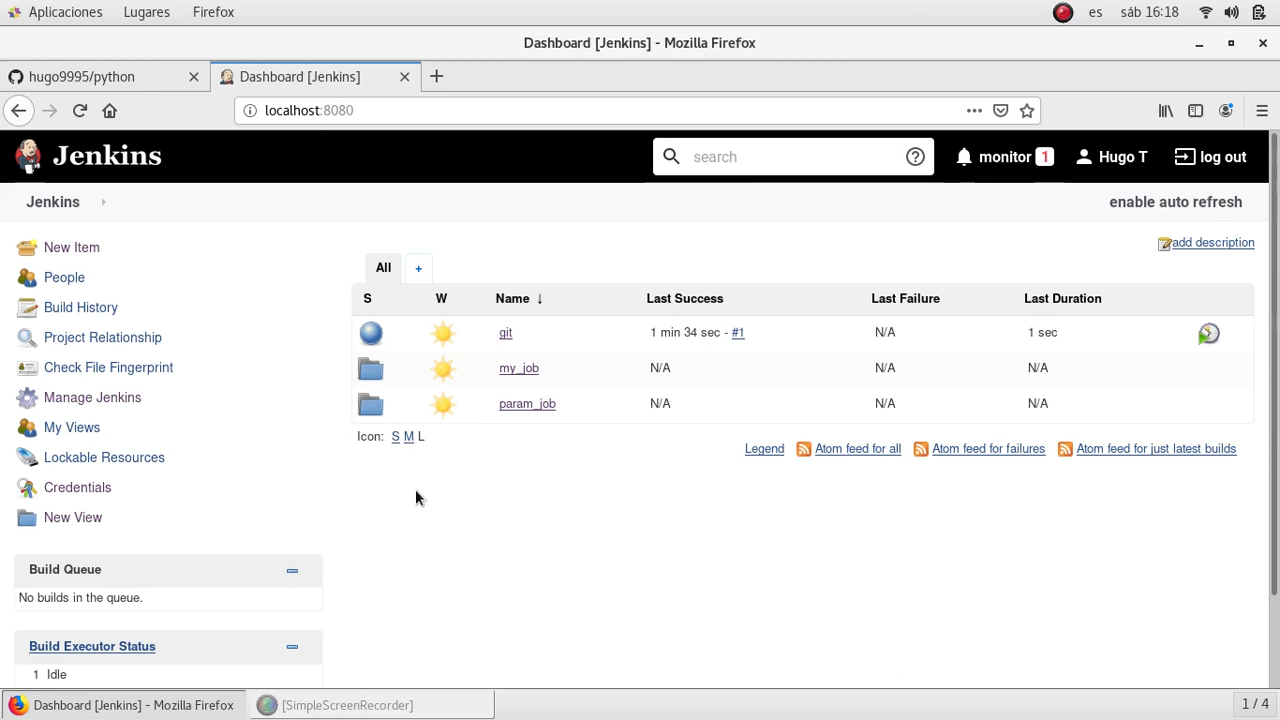 Aplicaciones Lugares Firefox es sáb 16:18
Dashboard [Jenkins] - Mozilla Firefox
hugo9995/python Dashboard [Jenkins]
localhost:8080
Jenkins search monitor 1 Hugo T log out
Jenkins enable auto refresh
New Item
People
Build History
Project Relationship
Check File Fingerprint
Manage Jenkins
My Views
Lockable Resources
Credentials
New View
Build Queue
No builds in the queue.
Build Executor Status
1 Idle
add description
All +
S W Name ↓ Last Success Last Failure Last Duration
git 1 min 34 sec - #1 N/A 1 sec
my_job N/A N/A N/A
param_job N/A N/A N/A
Icon: S M L
Legend Atom feed for all Atom feed for failures Atom feed for just latest builds
Dashboard [Jenkins] - Mozilla Firefox [SimpleScreenRecorder] 1 / 4